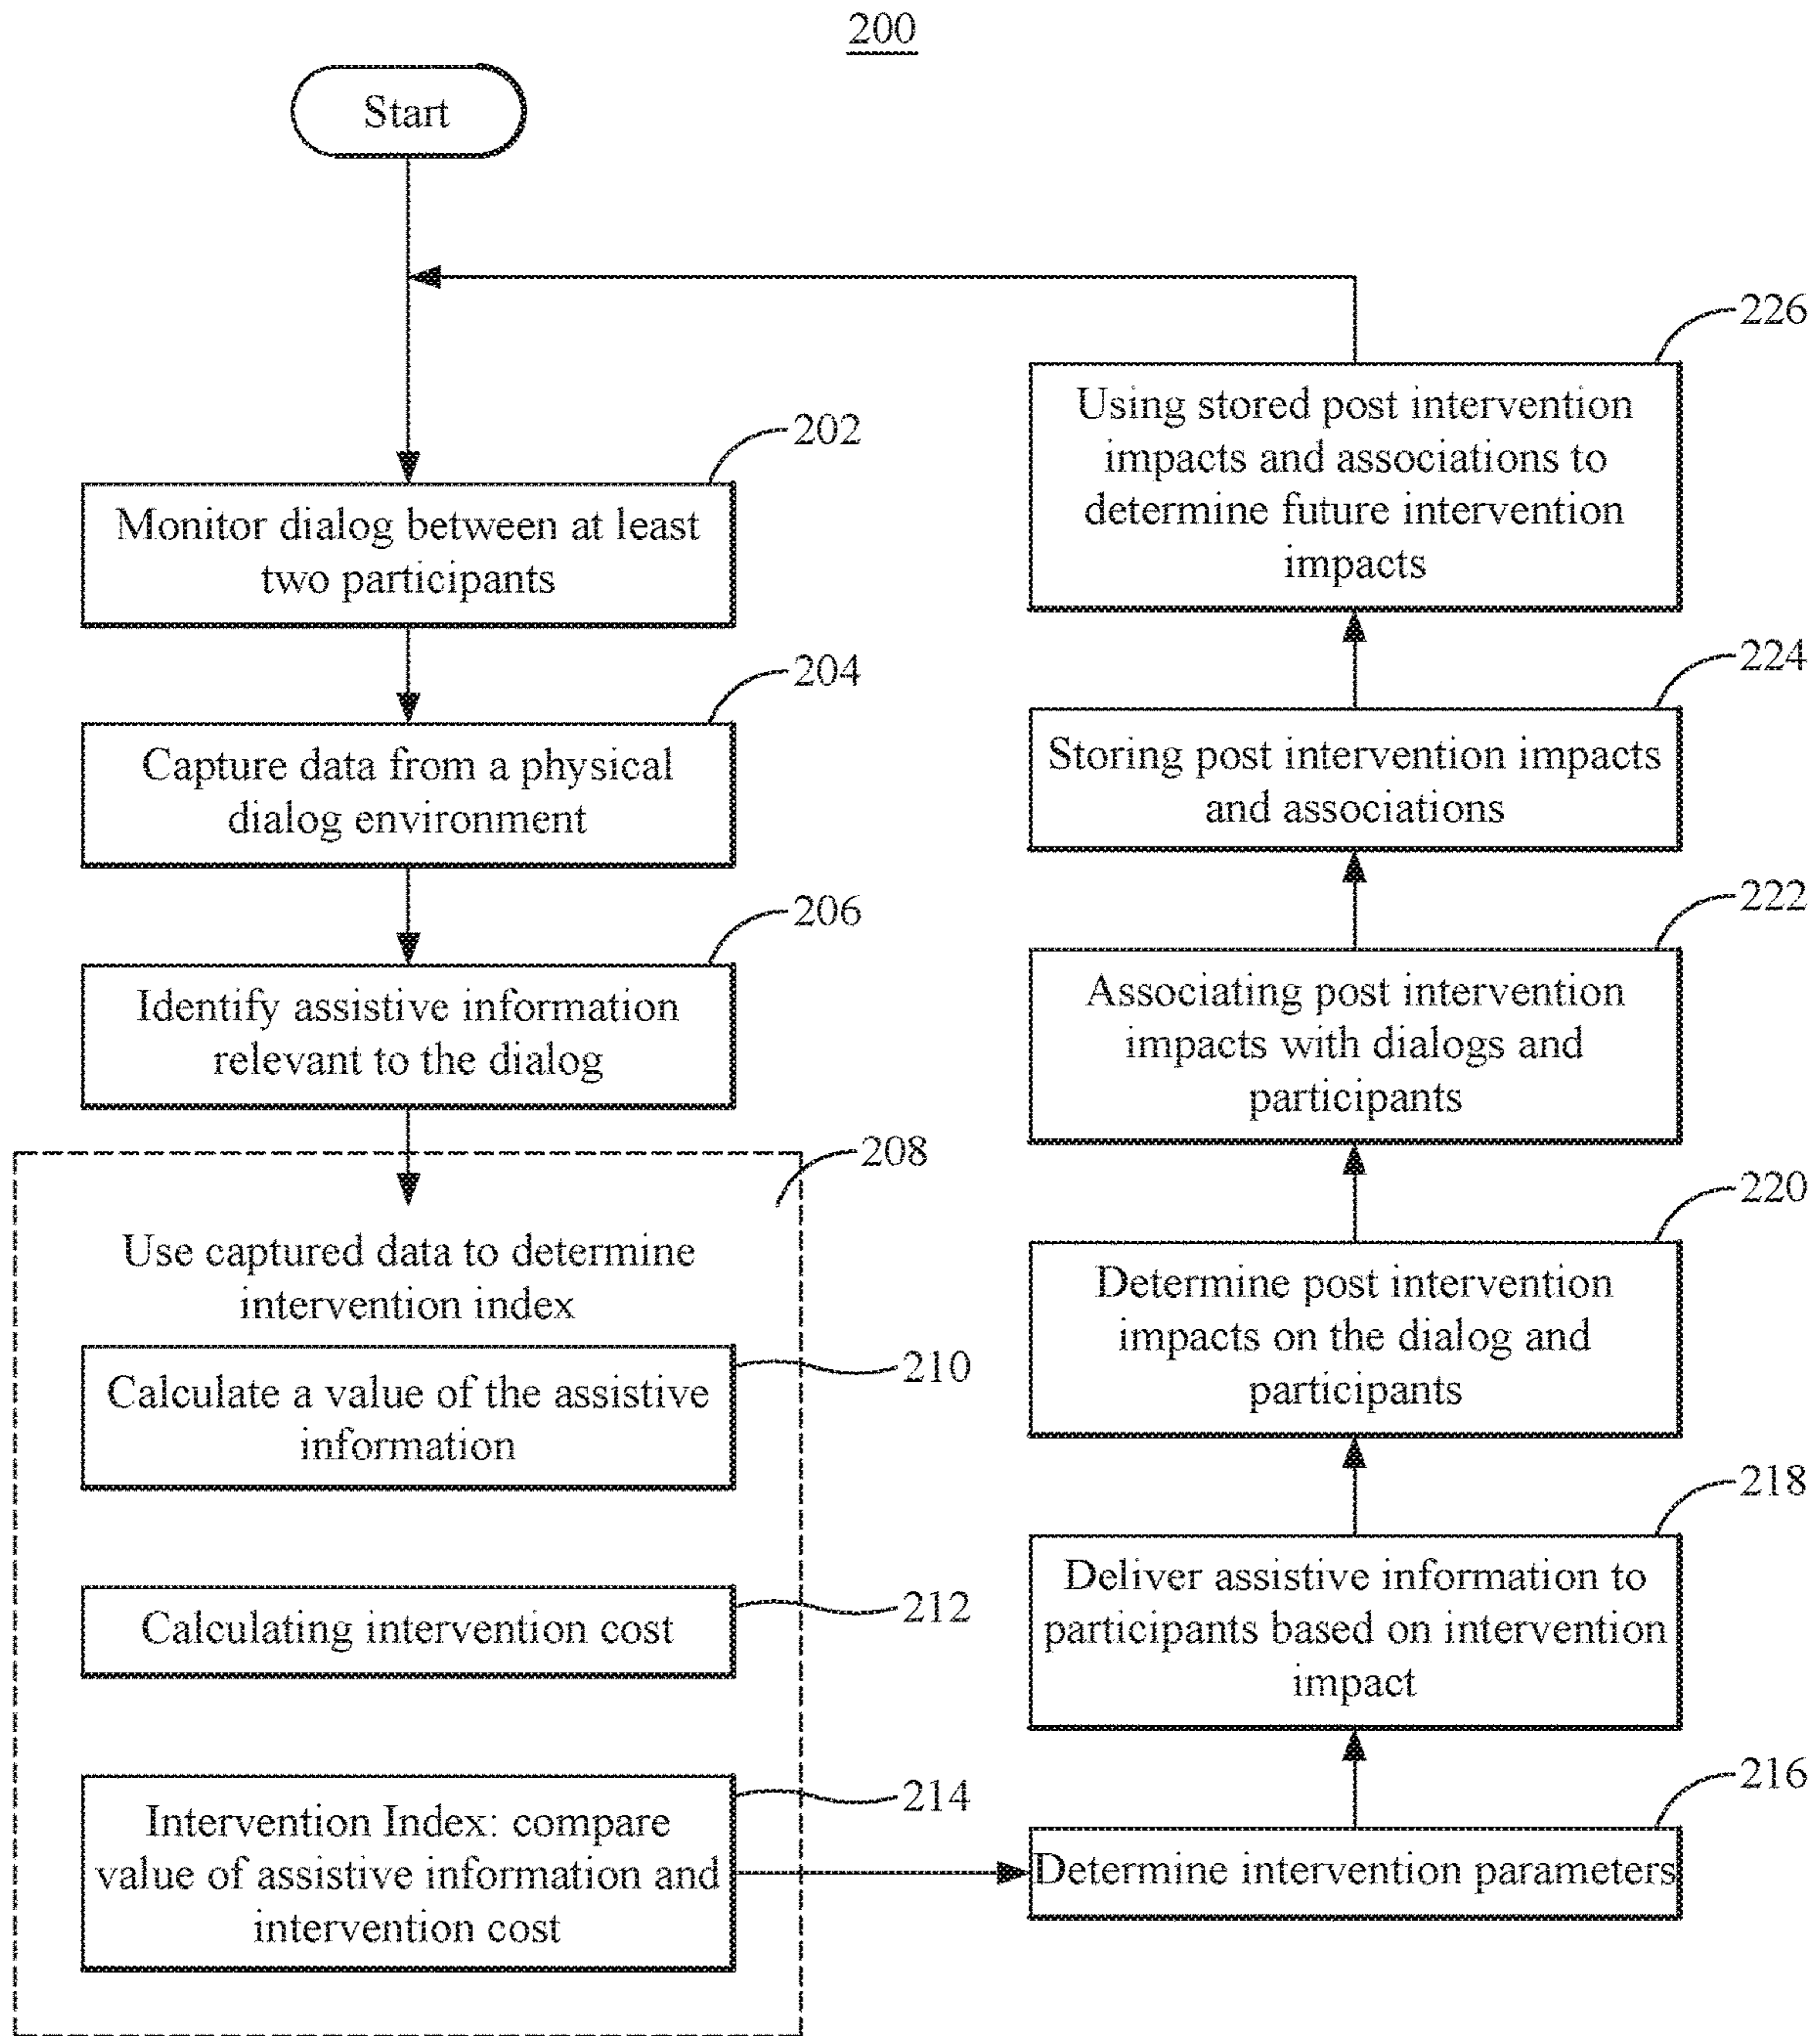 200
Start
202
Monitor dialog between at least
two participants
204
Capture data from a physical
dialog environment
206
Identify assistive information
relevant to the dialog
208
Use captured data to determine
intervention index
210
Calculate a value of the assistive
information
212
Calculating intervention cost
214
Intervention Index: compare
value of assistive information and
intervention cost
216
Determine intervention parameters
218
Deliver assistive information to
participants based on intervention
impact
220
Determine post intervention
impacts on the dialog and
participants
222
Associating post intervention
impacts with dialogs and
participants
224
Storing post intervention impacts
and associations
226
Using stored post intervention
impacts and associations to
determine future intervention
impacts